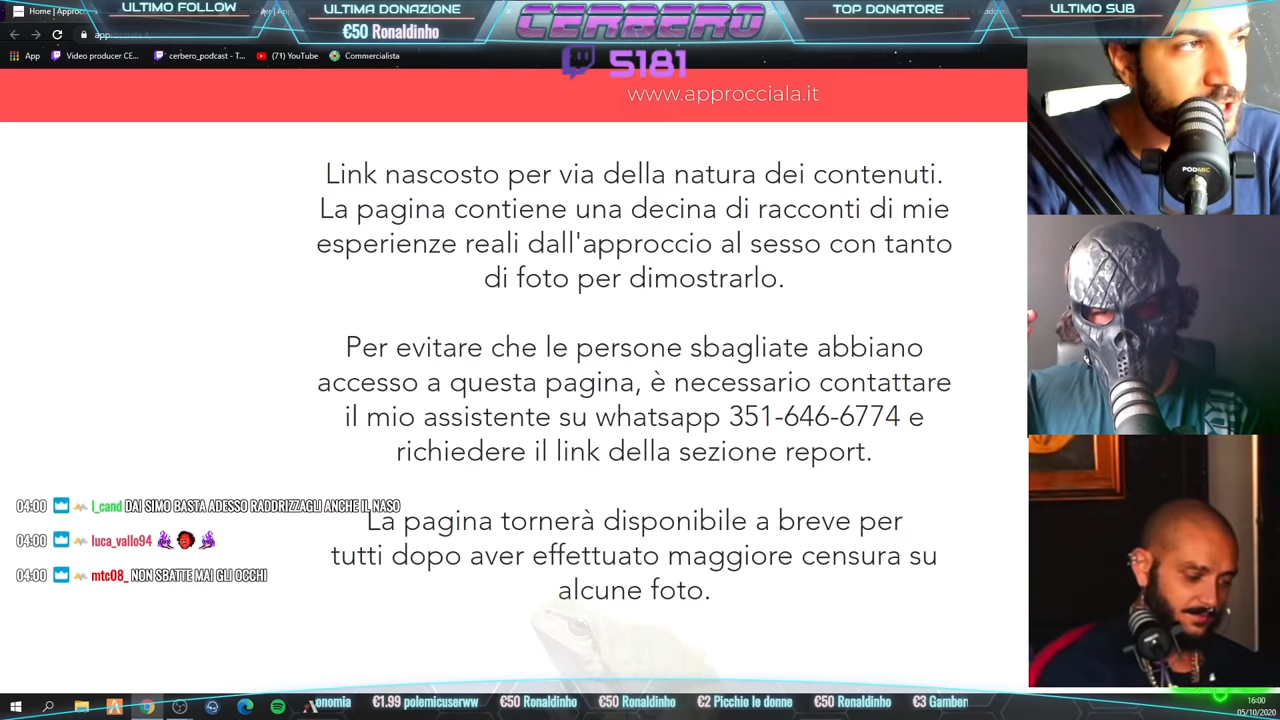 ULTIMO FOLLOW
ULTIMA DONAZIONE
€50 Ronaldinho
CERBERO
5181
TOP DONATORE
ULTIMO SUB
Home | Approc
App
Video producer CE...
cerbero_podcast - T...
(71) YouTube
Commercialista
www.approcciala.it
Link nascosto per via della natura dei contenuti.
La pagina contiene una decina di racconti di mie
esperienze reali dall'approccio al sesso con tanto
di foto per dimostrarlo.
Per evitare che le persone sbagliate abbiano
accesso a questa pagina, è necessario contattare
il mio assistente su whatsapp 351-646-6774 e
richiedere il link della sezione report.
La pagina tornerà disponibile a breve per
tutti dopo aver effettuato maggiore censura su
alcune foto.
04:00 l_cand DAI SIMO BASTA ADESSO RADDRIZZAGLI ANCHE IL NASO
04:00 luca_vallo94
04:00 mtc08_ NON SBATTE MAI GLI OCCHI
PODMIC
onomia €1.99 polemicuserww €50 Ronaldinho €50 Ronaldinho €2 Picchio le donne €50 Ronaldinho €3 Gamber
16:00
05/10/2020